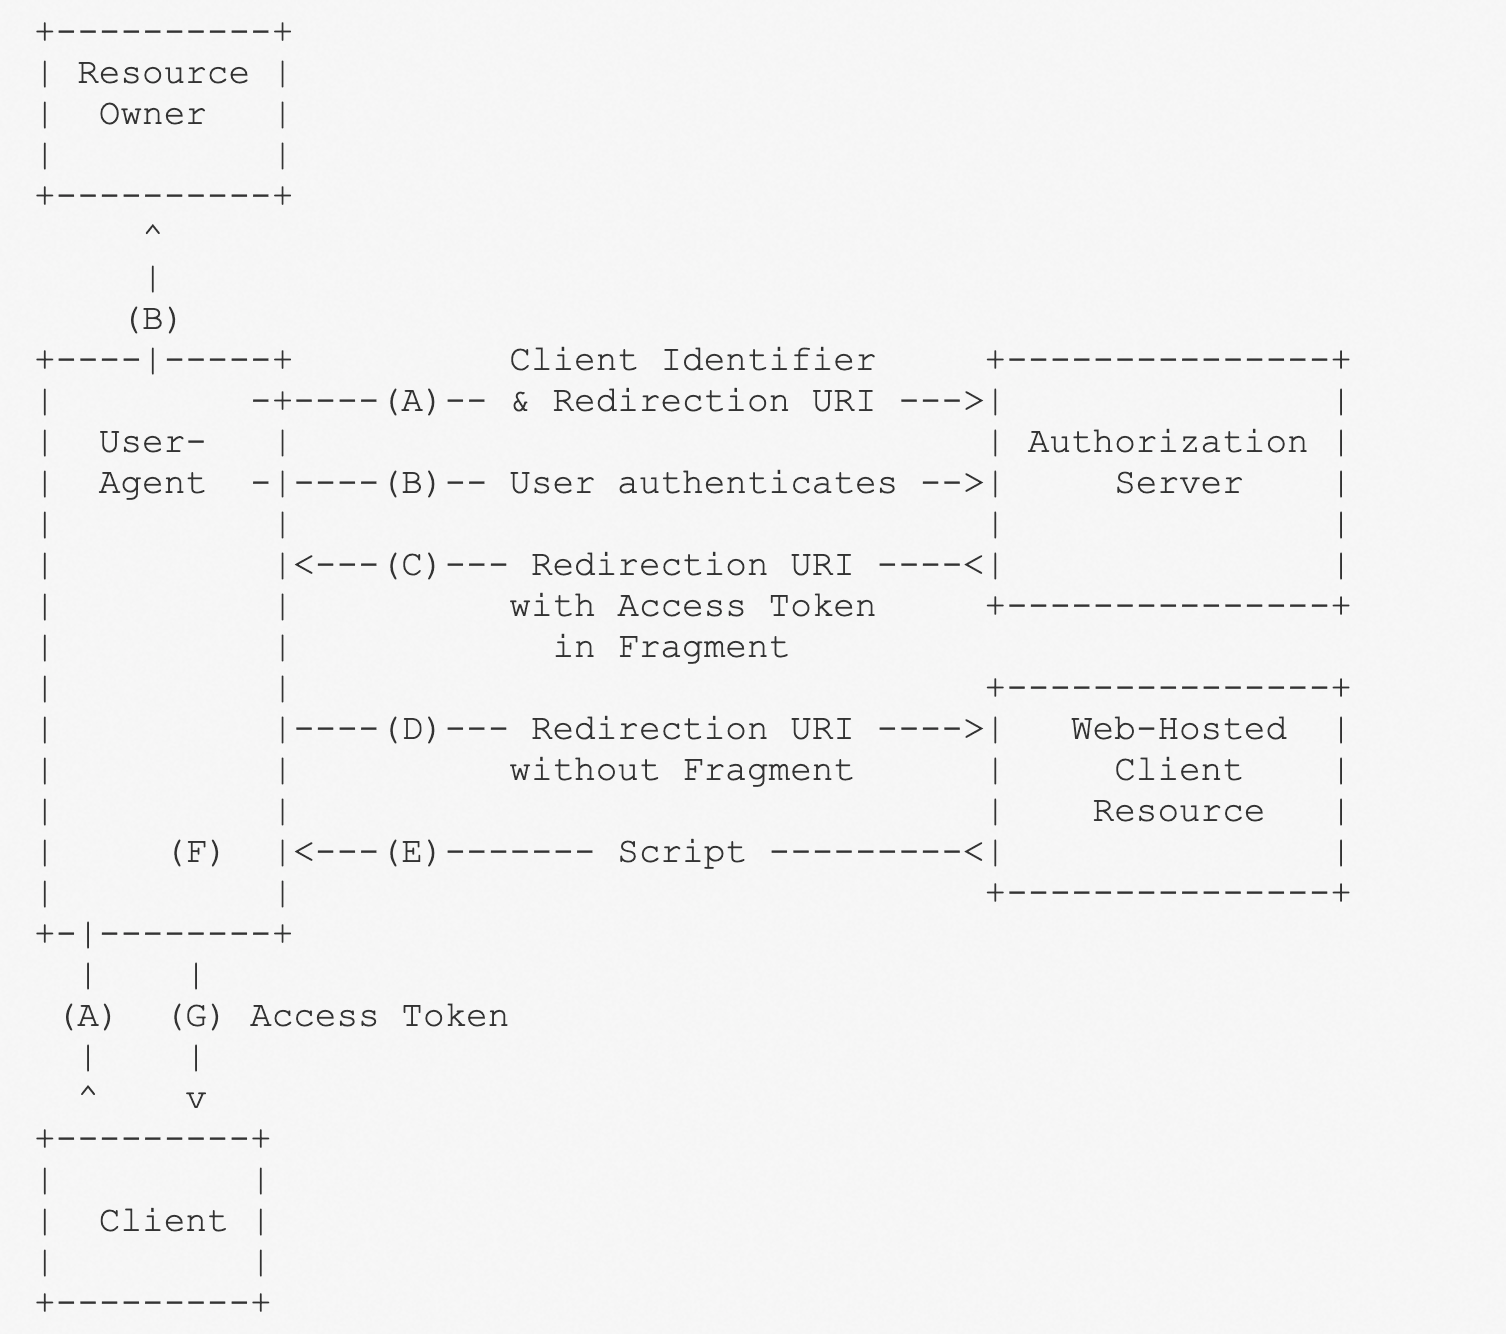 +----------+
| Resource |
|  Owner   |
|          |
+----------+
     ^
     |
    (B)
+----|-----+          Client Identifier     +---------------+
|         -+----(A)-- & Redirection URI --->|               |
|  User-   |                                | Authorization |
|  Agent  -|----(B)-- User authenticates -->|     Server    |
|          |                                |               |
|          |<---(C)--- Redirection URI ----<|               |
|          |          with Access Token     +---------------+
|          |            in Fragment
|          |                                +---------------+
|          |----(D)--- Redirection URI ---->|   Web-Hosted  |
|          |          without Fragment      |     Client    |
|          |                                |    Resource   |
|     (F)  |<---(E)------- Script ---------<|               |
|          |                                +---------------+
+-|--------+
  |    |
 (A)  (G) Access Token
  |    |
  ^    v
+---------+
|         |
|  Client |
|         |
+---------+